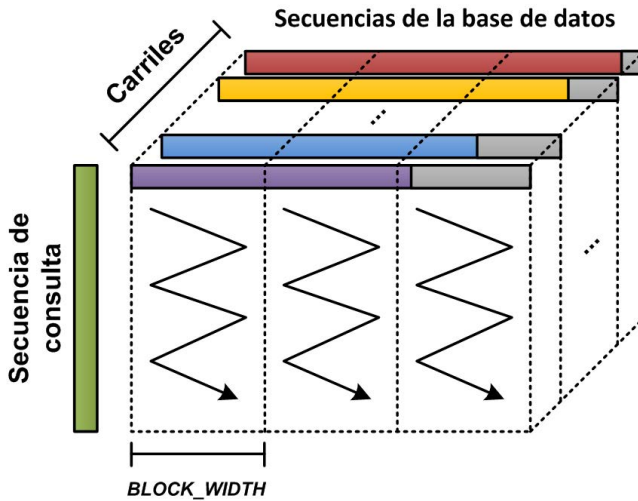 Secuencias de la base de datos
Carriles
...
...
Secuencia de
consulta
BLOCK_WIDTH